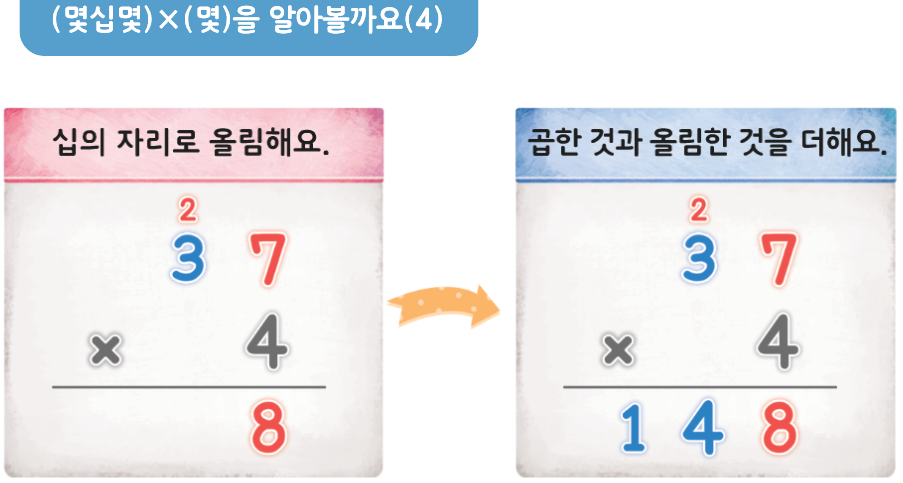 (몇십몇)×(몇)을 알아볼까요(4)
십의 자리로 올림해요.
2
3 7
× 4
8
곱한 것과 올림한 것을 더해요.
2
3 7
× 4
1 4 8